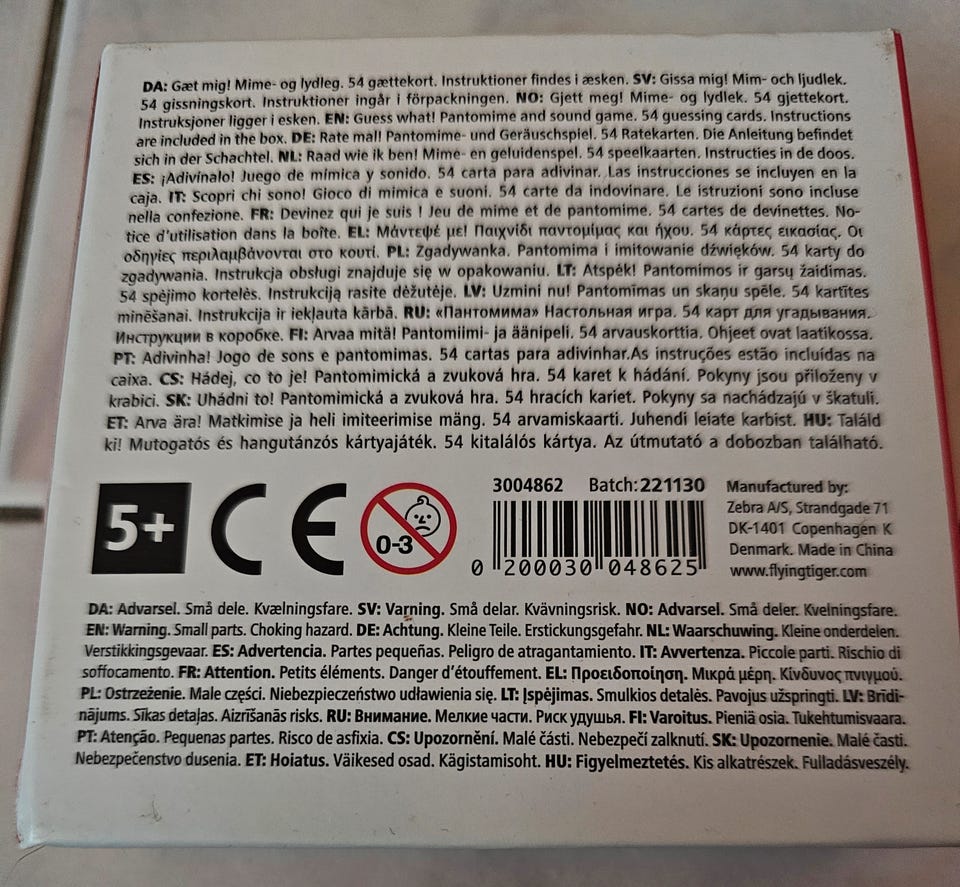 DA: Gæt mig! Mime- og lydleg. 54 gættekort. Instruktioner findes i æsken. SV: Gissa mig! Mim- och ljudlek.
54 gissningskort. Instruktioner ingår i förpackningen. NO: Gjett meg! Mime- og lydlek. 54 gjettekort.
Instruksjoner ligger i esken. EN: Guess what! Pantomime and sound game. 54 guessing cards. Instructions
are included in the box. DE: Rate mal! Pantomime- und Geräuschspiel. 54 Ratekarten. Die Anleitung befindet
sich in der Schachtel. NL: Raad wie ik ben! Mime- en geluidenspel. 54 speelkaarten. Instructies in de doos.
ES: ¡Adivínalo! Juego de mímica y sonido. 54 carta para adivinar. Las instrucciones se incluyen en la
caja. IT: Scopri chi sono! Gioco di mimica e suoni. 54 carte da indovinare. Le istruzioni sono incluse
nella confezione. FR: Devinez qui je suis ! Jeu de mime et de pantomime. 54 cartes de devinettes. No-
tice d'utilisation dans la boîte. EL: Μάντεψέ με! Παιχνίδι παντομίμας και ήχου. 54 κάρτες εικασίας. Οι
οδηγίες περιλαμβάνονται στο κουτί. PL: Zgadywanka. Pantomima i imitowanie dźwięków. 54 karty do
zgadywania. Instrukcja obsługi znajduje się w opakowaniu. LT: Atspėk! Pantomimos ir garsų žaidimas.
54 spėjimo kortelės. Instrukciją rasite dėžutėje. LV: Uzmini nu! Pantomīmas un skaņu spēle. 54 kartītes
minēšanai. Instrukcija ir iekļauta kārbā. RU: «Пантомима» Настольная игра. 54 карт для угадывания.
Инструкции в коробке. FI: Arvaa mitä! Pantomiimi- ja äänipeli. 54 arvauskorttia. Ohjeet ovat laatikossa.
PT: Adivinha! Jogo de sons e pantomimas. 54 cartas para adivinhar.As instruções estão incluídas na
caixa. CS: Hádej, co to je! Pantomimická a zvuková hra. 54 karet k hádání. Pokyny jsou přiloženy v
krabici. SK: Uhádni to! Pantomimická a zvuková hra. 54 hracích kariet. Pokyny sa nachádzajú v škatuli.
ET: Arva ära! Matkimise ja heli imiteerimise mäng. 54 arvamiskaarti. Juhendi leiate karbist. HU: Találd
ki! Mutogatós és hangutánzós kártyajáték. 54 kitalálós kártya. Az útmutató a dobozban található.
5+
CE
0-3
3004862 Batch: 221130
0 200030 048625
Manufactured by:
Zebra A/S, Strandgade 71
DK-1401 Copenhagen K
Denmark. Made in China
www.flyingtiger.com
DA: Advarsel. Små dele. Kvælningsfare. SV: Varning. Små delar. Kvävningsrisk. NO: Advarsel. Små deler. Kvelningsfare.
EN: Warning. Small parts. Choking hazard. DE: Achtung. Kleine Teile. Erstickungsgefahr. NL: Waarschuwing. Kleine onderdelen.
Verstikkingsgevaar. ES: Advertencia. Partes pequeñas. Peligro de atragantamiento. IT: Avvertenza. Piccole parti. Rischio di
soffocamento. FR: Attention. Petits éléments. Danger d'étouffement. EL: Προειδοποίηση. Μικρά μέρη. Κίνδυνος πνιγμού.
PL: Ostrzeżenie. Małe części. Niebezpieczeństwo udławienia się. LT: Įspėjimas. Smulkios detalės. Pavojus užspringti. LV: Brīdi-
nājums. Sīkas detaļas. Aizrīšanās risks. RU: Внимание. Мелкие части. Риск удушья. FI: Varoitus. Pieniä osia. Tukehtumisvaara.
PT: Atenção. Pequenas partes. Risco de asfixia. CS: Upozornění. Malé části. Nebezpečí zalknutí. SK: Upozornenie. Malé časti.
Nebezpečenstvo dusenia. ET: Hoiatus. Väikesed osad. Kägistamisoht. HU: Figyelmeztetés. Kis alkatrészek. Fulladásveszély.